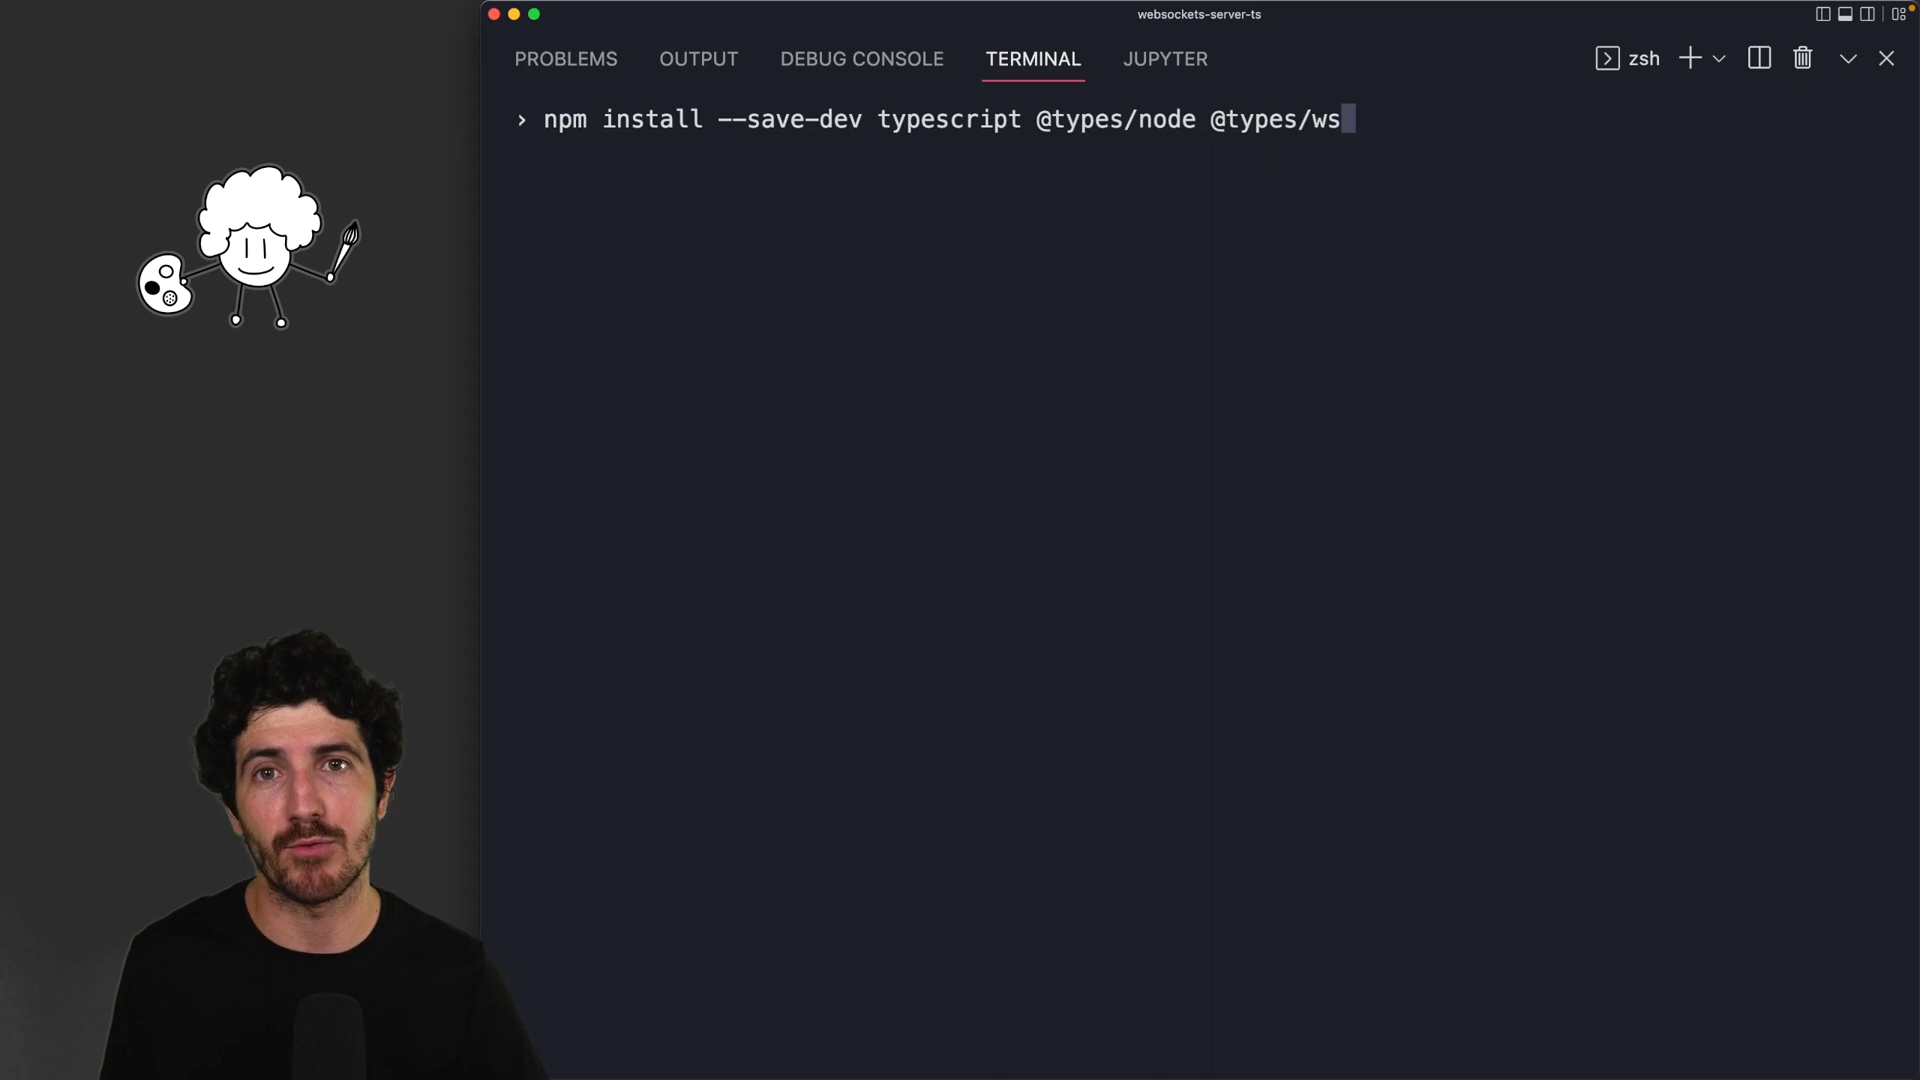 websockets-server-ts
PROBLEMS OUTPUT DEBUG CONSOLE TERMINAL JUPYTER zsh
› npm install --save-dev typescript @types/node @types/ws